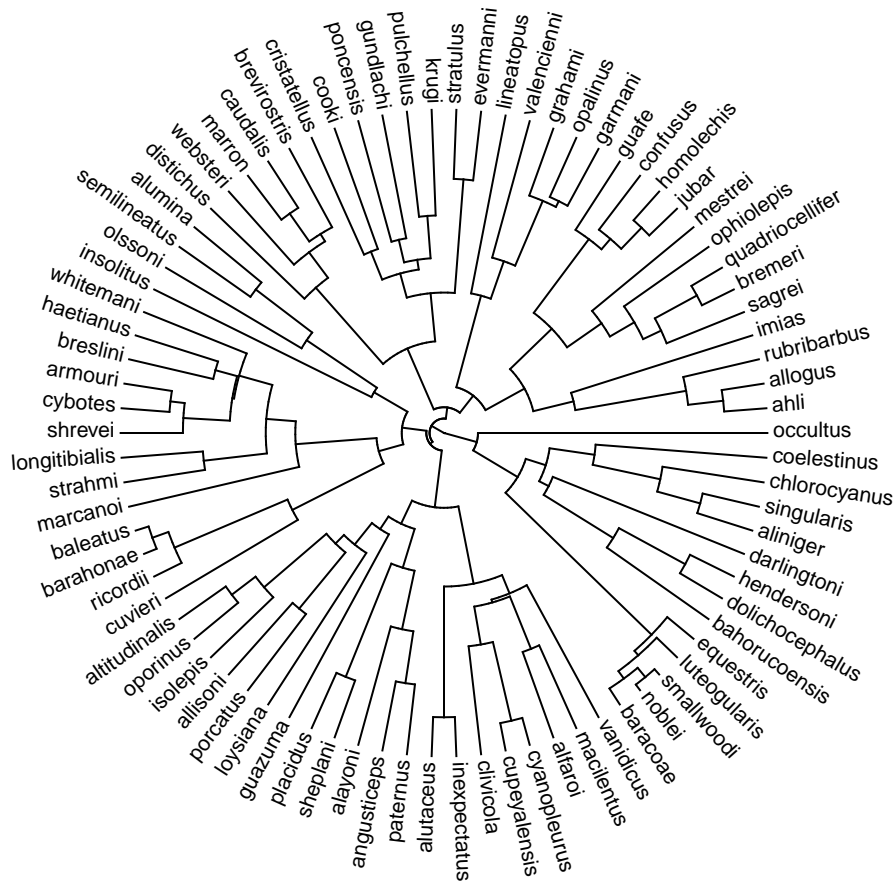 occultus
ahli
allogus
rubribarbus
imias
sagrei
bremeri
quadriocellifer
ophiolepis
mestrei
jubar
homolechis
confusus
guafe
garmani
opalinus
grahami
valencienni
lineatopus
evermanni
stratulus
krugi
pulchellus
gundlachi
poncensis
cooki
cristatellus
brevirostris
caudalis
marron
websteri
distichus
alumina
semilineatus
olssoni
insolitus
whitemani
haetianus
breslini
armouri
cybotes
shrevei
longitibialis
strahmi
marcanoi
baleatus
barahonae
ricordii
cuvieri
altitudinalis
oporinus
isolepis
allisoni
porcatus
loysiana
guazuma
placidus
sheplani
alayoni
angusticeps
paternus
alutaceus
inexpectatus
clivicola
cupeyalensis
cyanopleurus
alfaroi
macilentus
vanidicus
baracoae
noblei
smallwoodi
luteogularis
equestris
bahorucoensis
dolichocephalus
hendersoni
darlingtoni
aliniger
singularis
chlorocyanus
coelestinus